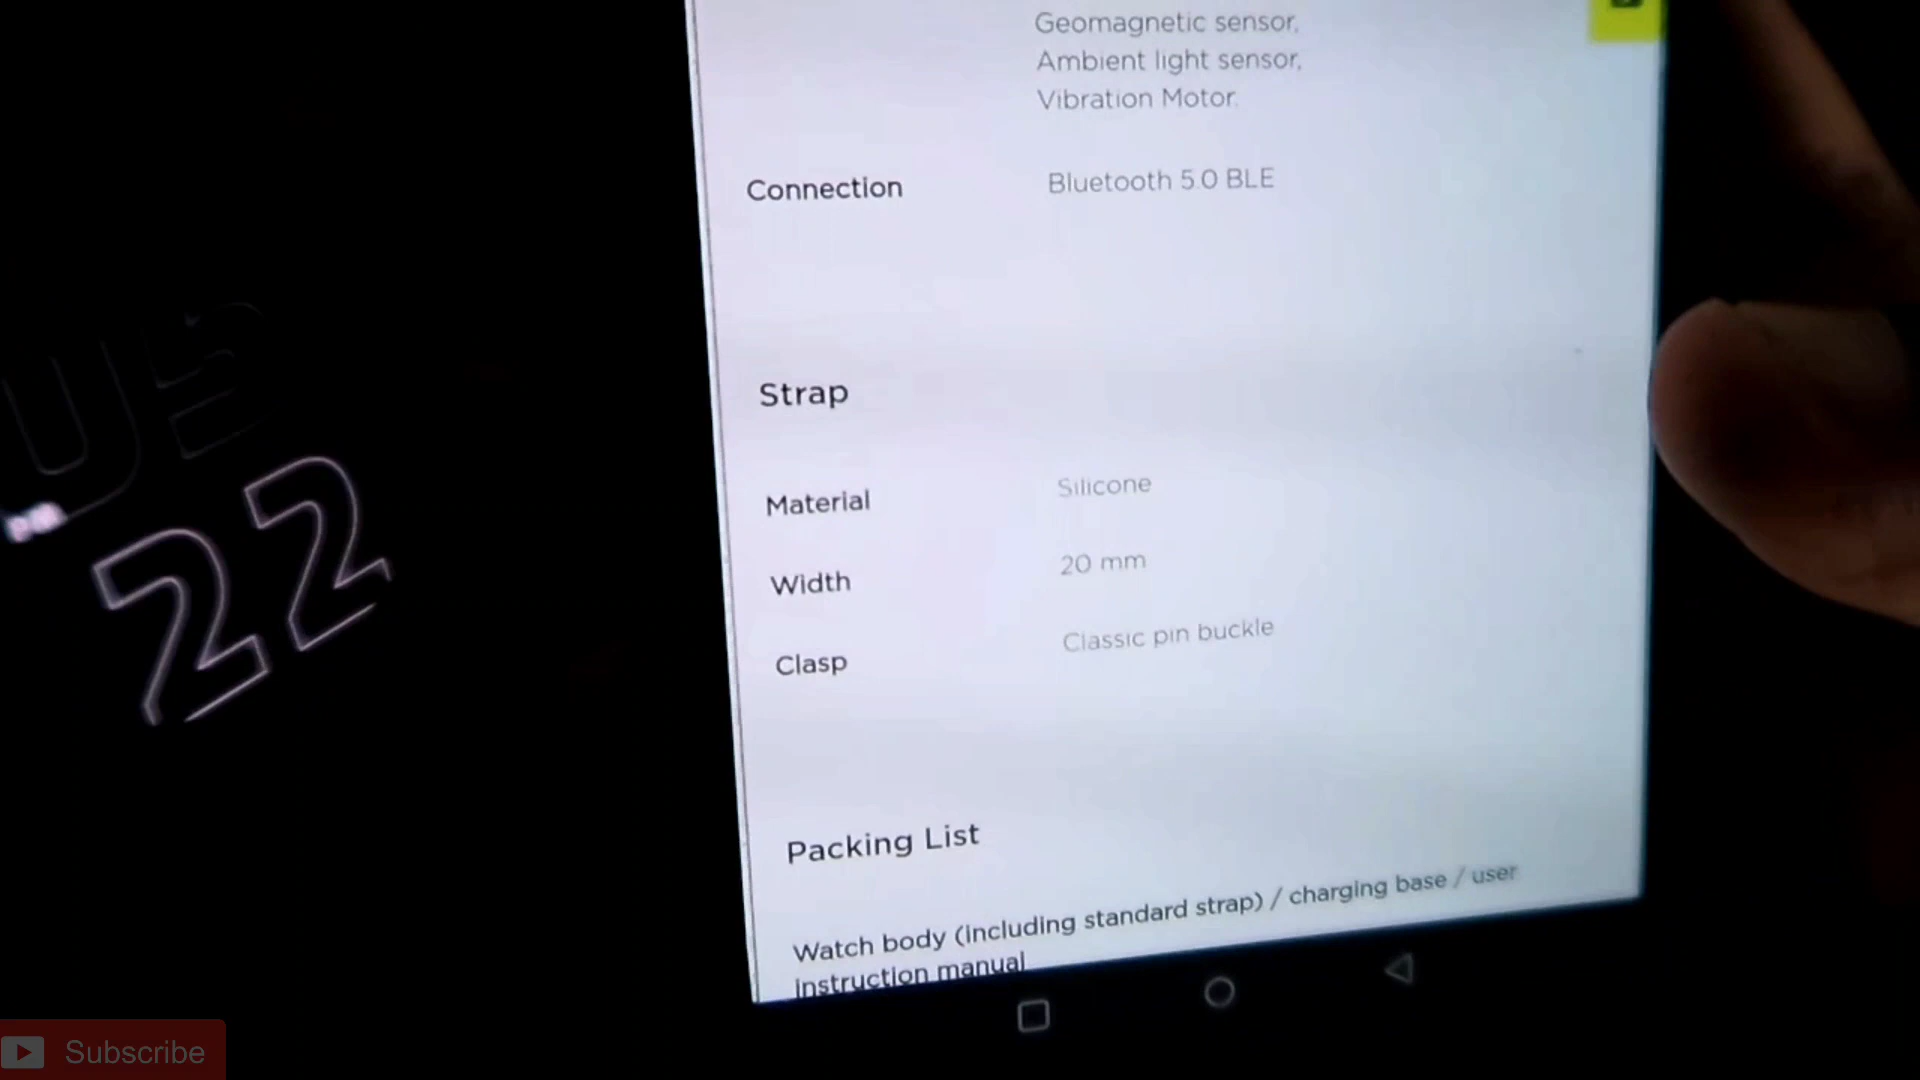 Geomagnetic sensor,
Ambient light sensor,
Vibration Motor.
Connection Bluetooth 5.0 BLE
Strap
Material Silicone
Width 20 mm
Clasp Classic pin buckle
Packing List
Watch body (including standard strap) / charging base / user
instruction manual
22
Subscribe